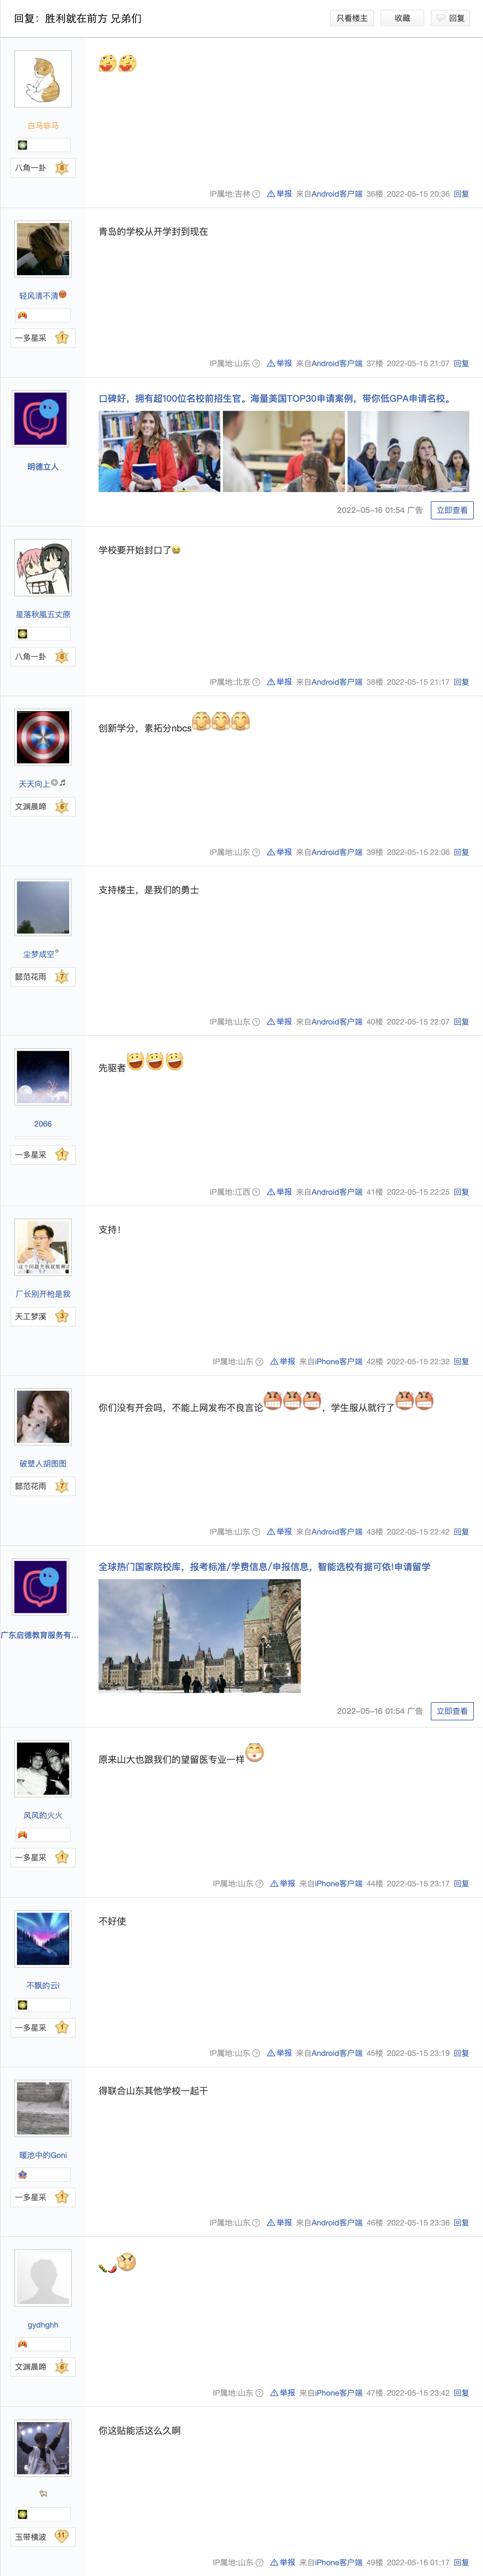 回复：胜利就在前方 兄弟们
只看楼主 收藏 回复
白马非马
八角一卦 8
IP属地:吉林 举报 来自Android客户端 36楼 2022-05-15 20:36 回复
青岛的学校从开学封到现在
轻风清不清
一多星采 1
IP属地:山东 举报 来自Android客户端 37楼 2022-05-15 21:07 回复
口碑好，拥有超100位名校前招生官。海量美国TOP30申请案例，带你低GPA申请名校。
明德立人
2022-05-16 01:54 广告 立即查看
学校要开始封口了
星落秋風五丈原
八角一卦 8
IP属地:北京 举报 来自Android客户端 38楼 2022-05-15 21:17 回复
创新学分，素拓分nbcs
天天向上◎♬
文渊晨啼 6
IP属地:山东 举报 来自Android客户端 39楼 2022-05-15 22:06 回复
支持楼主，是我们的勇士
尘梦成空°
懿范花雨 7
IP属地:山东 举报 来自Android客户端 40楼 2022-05-15 22:07 回复
先驱者
2066
一多星采 1
IP属地:江西 举报 来自Android客户端 41楼 2022-05-15 22:25 回复
支持！
厂长别开枪是我
天工梦溪 3
IP属地:山东 举报 来自iPhone客户端 42楼 2022-05-15 22:32 回复
你们没有开会吗，不能上网发布不良言论，学生服从就行了
破壁人胡图图
懿范花雨 7
IP属地:山东 举报 来自Android客户端 43楼 2022-05-15 22:42 回复
全球热门国家院校库，报考标准/学费信息/申报信息，智能选校有据可依!申请留学
广东启德教育服务有...
2022-05-16 01:54 广告 立即查看
原来山大也跟我们的望留医专业一样
风风的火火
一多星采 1
IP属地:山东 举报 来自iPhone客户端 44楼 2022-05-15 23:17 回复
不好使
不飘的云i
一多星采 1
IP属地:山东 举报 来自Android客户端 45楼 2022-05-15 23:19 回复
得联合山东其他学校一起干
暖池中的Goni
一多星采 1
IP属地:山东 举报 来自Android客户端 46楼 2022-05-15 23:36 回复
gydhghh
文渊晨啼 6
IP属地:山东 举报 来自iPhone客户端 47楼 2022-05-15 23:42 回复
你这贴能活这么久啊
玉带横波 11
IP属地:山东 举报 来自iPhone客户端 49楼 2022-05-16 01:17 回复